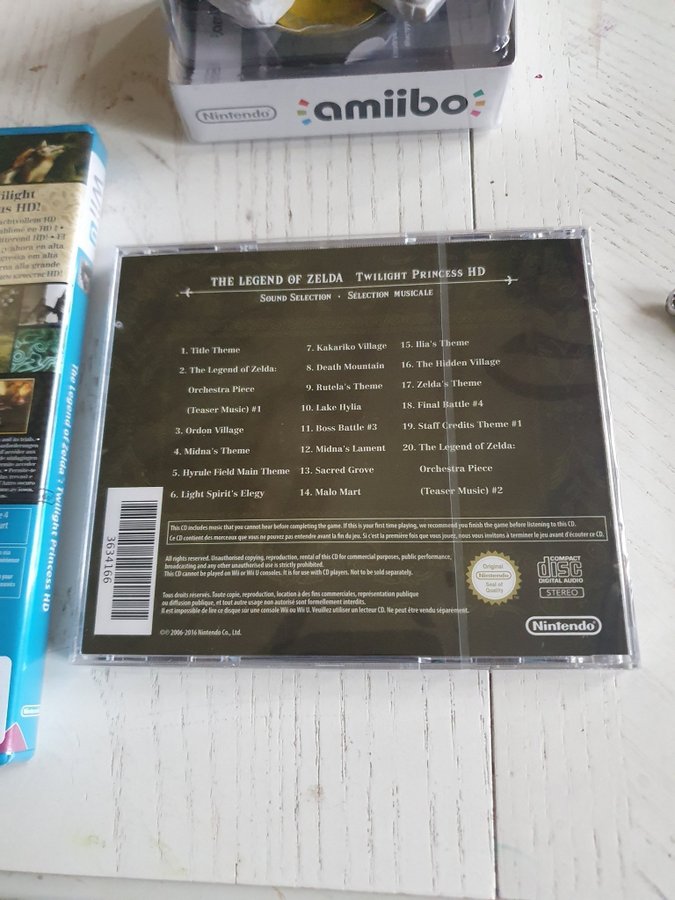 Nintendo
amiibo
Wii U
ilight
us HD!
The Legend of Zelda : Twilight Princess HD
THE LEGEND OF ZELDA TWILIGHT PRINCESS HD
SOUND SELECTION · SELECTION MUSICALE
1. Title Theme
2. The Legend of Zelda:
Orchestra Piece
(Teaser Music) #1
3. Ordon Village
4. Midna's Theme
5. Hyrule Field Main Theme
6. Light Spirit's Elegy
7. Kakariko Village
8. Death Mountain
9. Rutela's Theme
10. Lake Hylia
11. Boss Battle #3
12. Midna's Lament
13. Sacred Grove
14. Malo Mart
15. Ilia's Theme
16. The Hidden Village
17. Zelda's Theme
18. Final Battle #4
19. Staff Credits Theme #1
20. The Legend of Zelda:
Orchestra Piece
(Teaser Music) #2
This CD includes music that you cannot hear before completing the game. If this is your first time playing, we recommend you finish the game before listening to this CD.
Ce CD contient des morceaux que vous ne pouvez pas entendre avant la fin du jeu. Si c'est la première fois que vous jouez, nous vous invitons à terminer le jeu avant d'écouter ce CD.
3634166
All rights reserved. Unauthorised copying, reproduction, rental of this CD for commercial purposes, public performance,
broadcasting and any other unauthorised use is strictly prohibited.
This CD cannot be played on Wii or Wii U consoles. It is for use with CD players. Not to be sold separately.
Tous droits réservés. Toute copie, reproduction, location à des fins commerciales, représentation publique
ou diffusion publique, et tout autre usage non autorisé sont formellement interdits.
Il est impossible de lire ce disque sur une console Wii ou Wii U. Veuillez utiliser un lecteur CD. Ne peut être vendu séparément.
©℗ 2006-2016 Nintendo Co., Ltd.
Original
Nintendo
Seal of
Quality
COMPACT
disc
DIGITAL AUDIO
STEREO
Nintendo